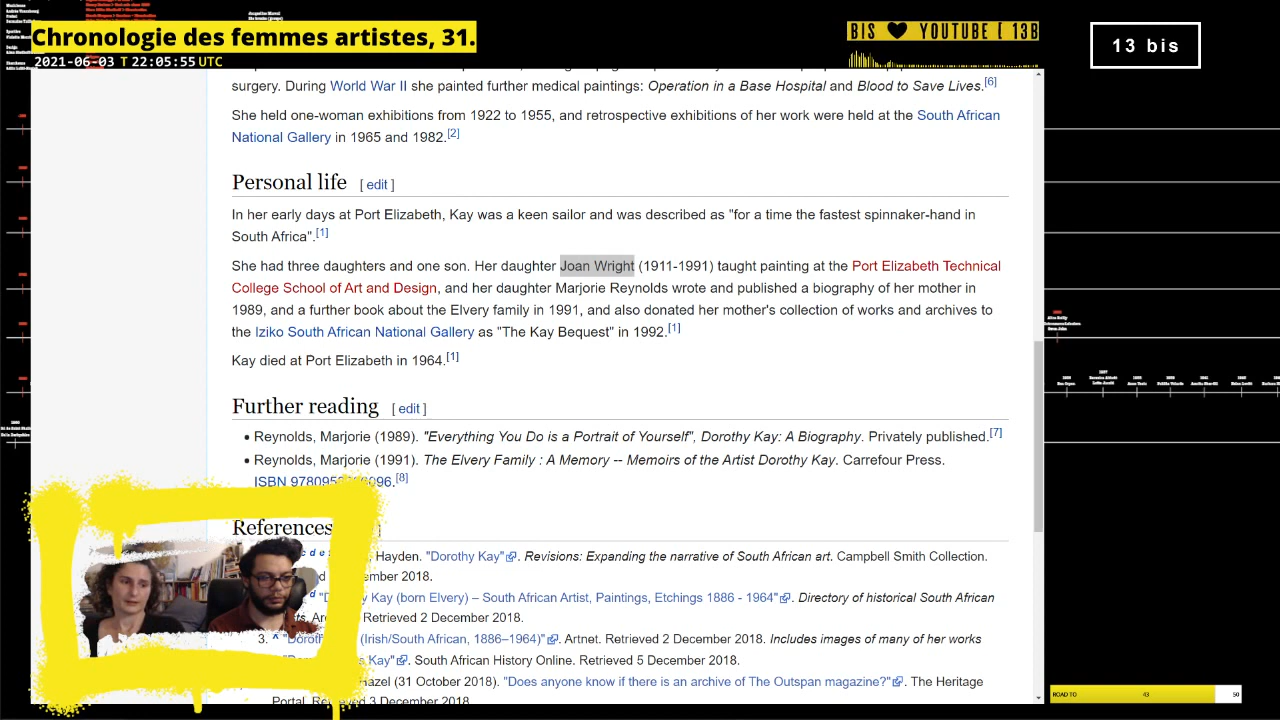 Chronologie des femmes artistes, 31.
2021-06-03 T 22:05:55 UTC
BIS ♥ YOUTUBE [ 13B
13 bis
surgery. During World War II she painted further medical paintings: Operation in a Base Hospital and Blood to Save Lives.[6]
She held one-woman exhibitions from 1922 to 1955, and retrospective exhibitions of her work were held at the South African
National Gallery in 1965 and 1982.[2]
Personal life [ edit ]
In her early days at Port Elizabeth, Kay was a keen sailor and was described as "for a time the fastest spinnaker-hand in
South Africa".[1]
She had three daughters and one son. Her daughter Joan Wright (1911-1991) taught painting at the Port Elizabeth Technical
College School of Art and Design, and her daughter Marjorie Reynolds wrote and published a biography of her mother in
1989, and a further book about the Elvery family in 1991, and also donated her mother's collection of works and archives to
the Iziko South African National Gallery as "The Kay Bequest" in 1992.[1]
Kay died at Port Elizabeth in 1964.[1]
Further reading [ edit ]
• Reynolds, Marjorie (1989). "Everything You Do is a Portrait of Yourself", Dorothy Kay: A Biography. Privately published.[7]
• Reynolds, Marjorie (1991). The Elvery Family : A Memory -- Memoirs of the Artist Dorothy Kay. Carrefour Press.
ISBN [8]
References
Hayden. "Dorothy Kay". Revisions: Expanding the narrative of South African art. Campbell Smith Collection.
2018.
Kay (born Elvery) – South African Artist, Paintings, Etchings 1886 - 1964". Directory of historical South African
Retrieved 2 December 2018.
3. ^ (Irish/South African, 1886–1964)". Artnet. Retrieved 2 December 2018. Includes images of many of her works
Kay". South African History Online. Retrieved 5 December 2018.
(31 October 2018). "Does anyone know if there is an archive of The Outspan magazine?". The Heritage
Portal. Retrieved 3 December 2018.
ROAD TO 43 50